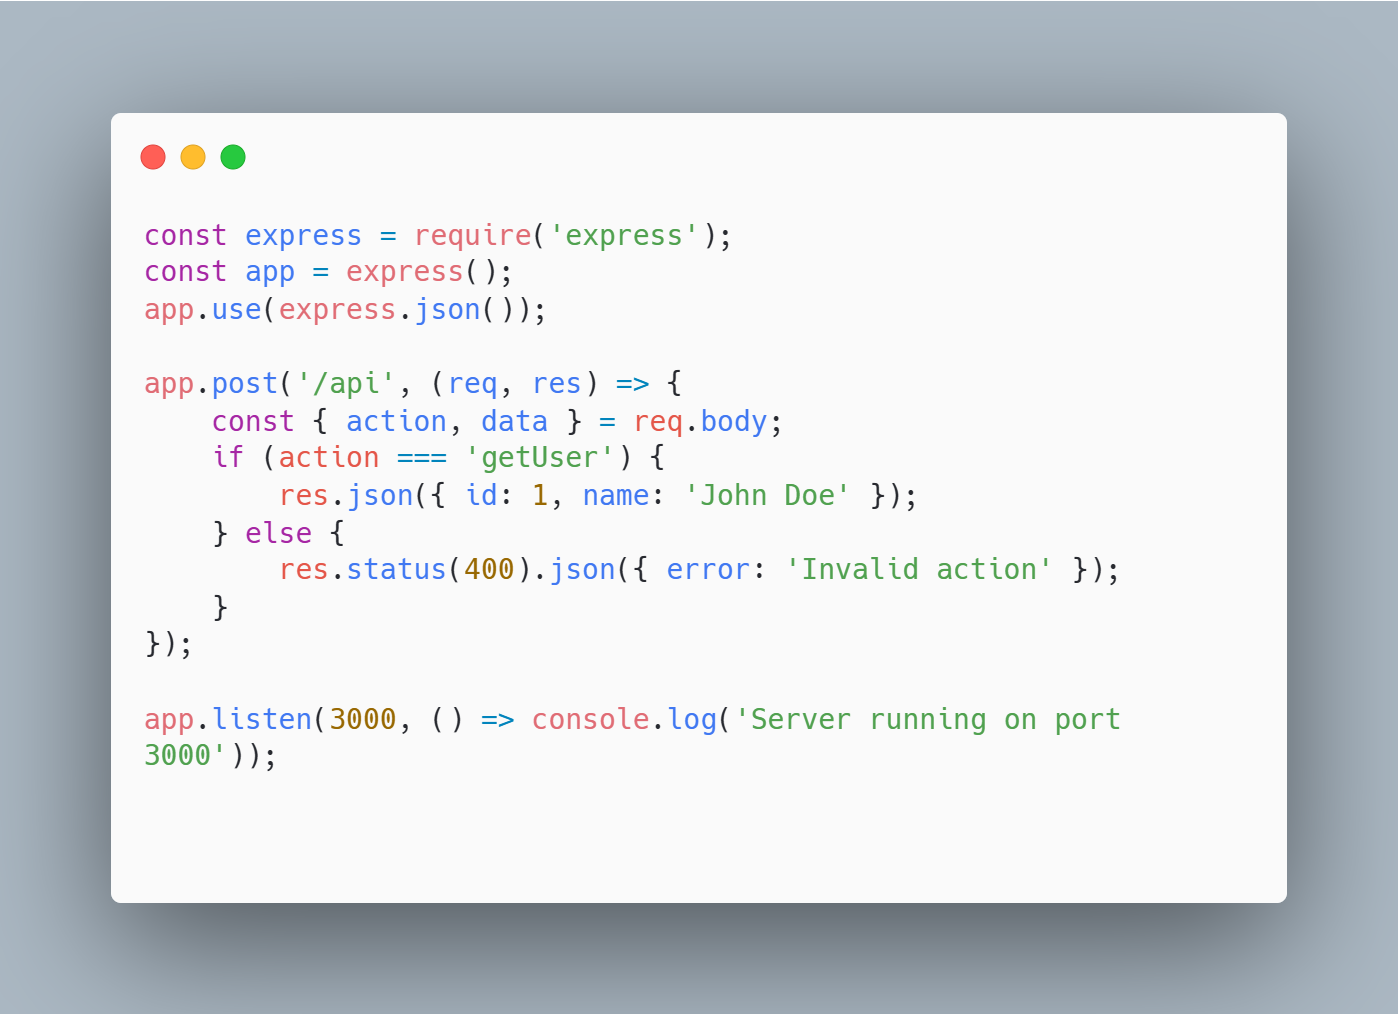 const express = require('express');
const app = express();
app.use(express.json());

app.post('/api', (req, res) => {
    const { action, data } = req.body;
    if (action === 'getUser') {
        res.json({ id: 1, name: 'John Doe' });
    } else {
        res.status(400).json({ error: 'Invalid action' });
    }
});

app.listen(3000, () => console.log('Server running on port
3000'));